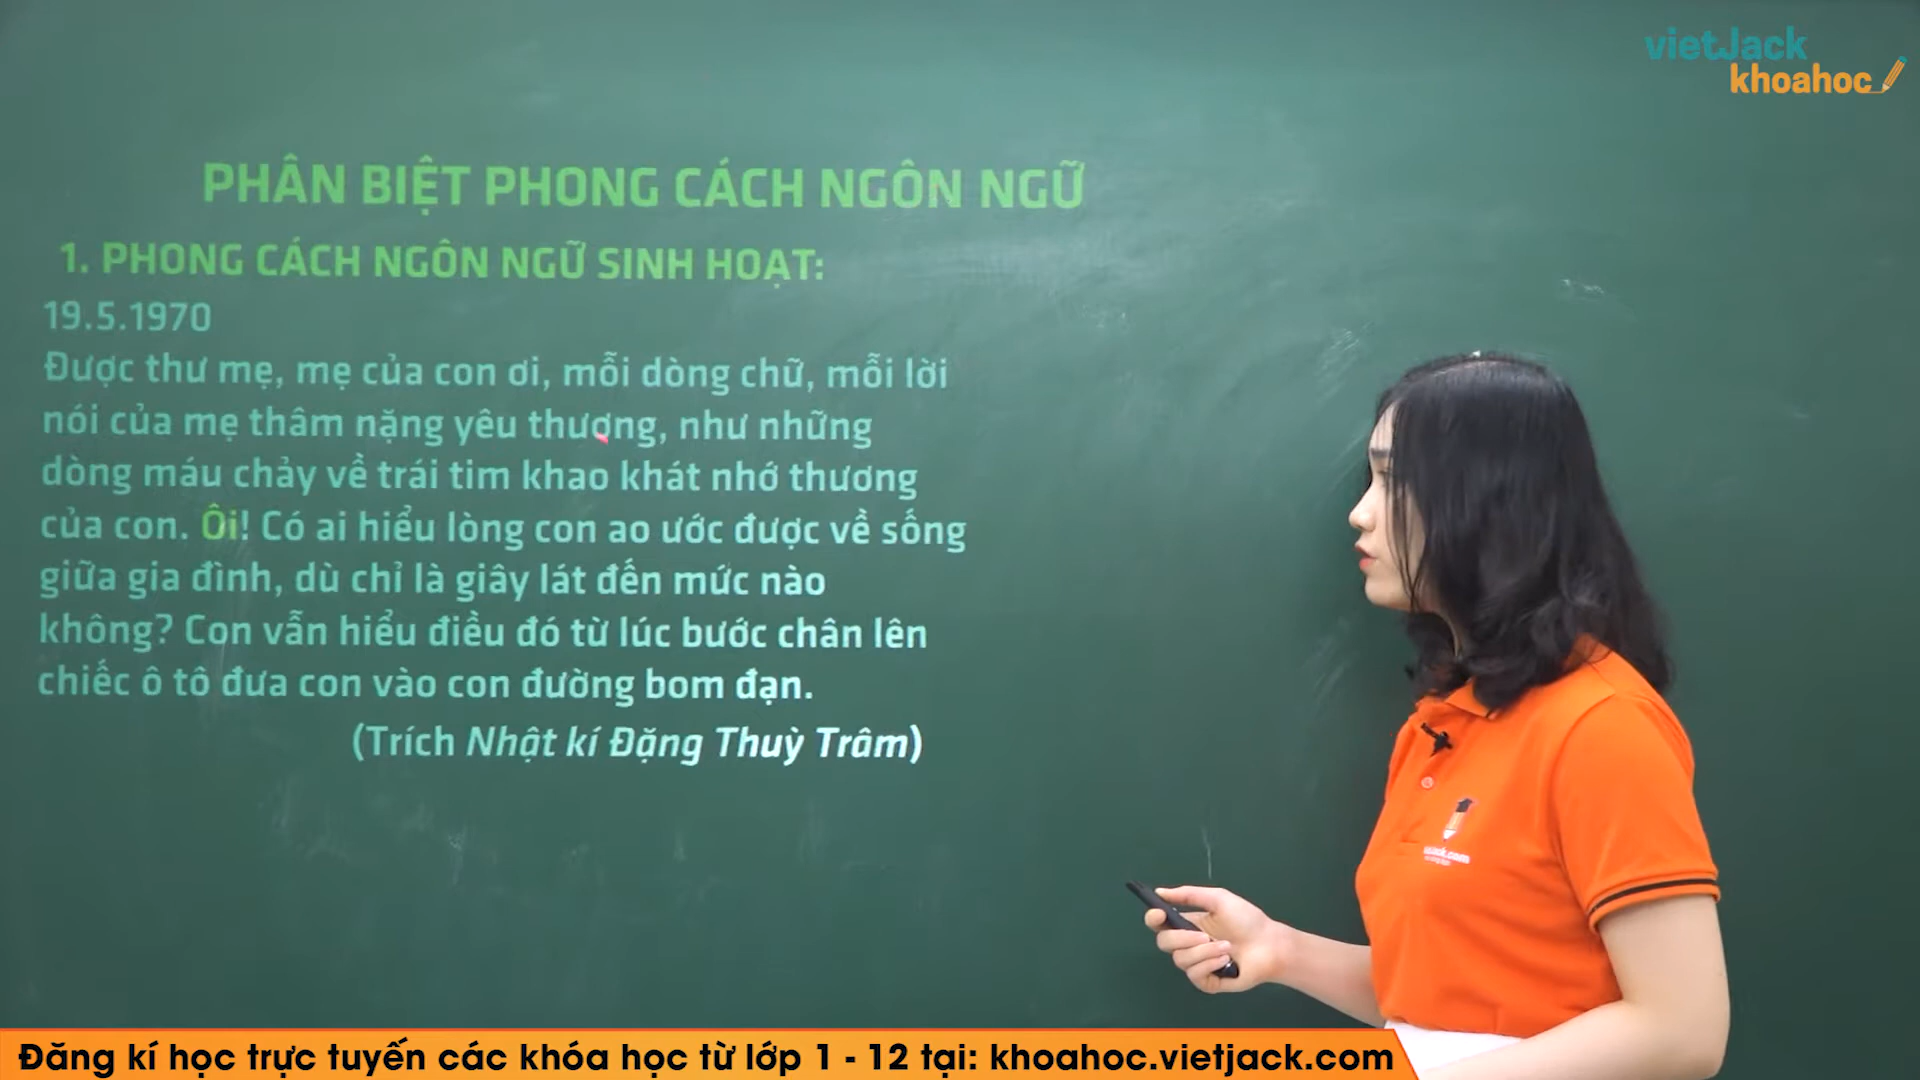 vietJack
khoahoc
PHÂN BIỆT PHONG CÁCH NGÔN NGỮ
1. PHONG CÁCH NGÔN NGỮ SINH HOẠT:
19.5.1970
Được thư mẹ, mẹ của con ơi, mỗi dòng chữ, mỗi lời
nói của mẹ thâm nặng yêu thương, như những
dòng máu chảy về trái tim khao khát nhớ thương
của con. Ôi! Có ai hiểu lòng con ao ước được về sống
giữa gia đình, dù chỉ là giây lát đến mức nào
không? Con vẫn hiểu điều đó từ lúc bước chân lên
chiếc ô tô đưa con vào con đường bom đạn.
(Trích Nhật kí Đặng Thuỳ Trâm)
Đăng kí học trực tuyến các khóa học từ lớp 1 - 12 tại: khoahoc.vietjack.com